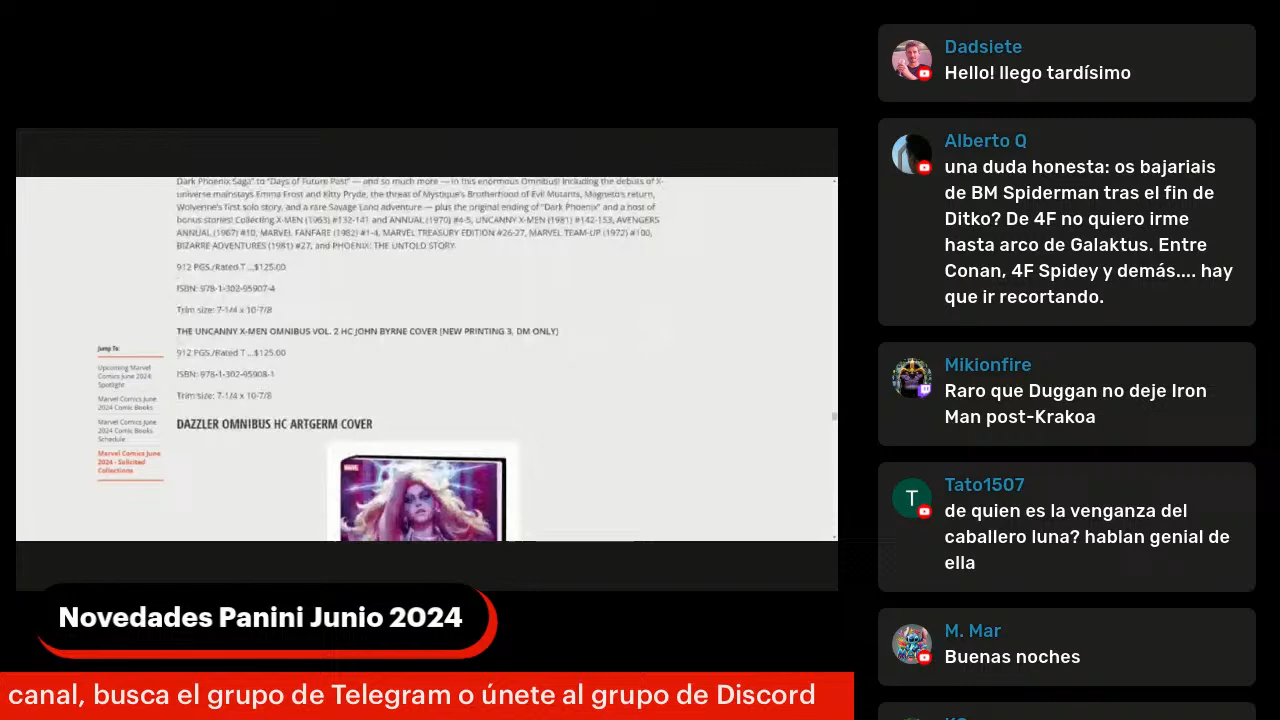 Dark Phoenix Saga" to "Days of Future Past" — and so much more — in this enormous Omnibus! Including the debuts of X-
universe mainstays Emma Frost and Kitty Pryde, the threat of Mystique's Brotherhood of Evil Mutants, Magneto's return,
Wolverine's first solo story, and a rare Savage Land adventure — plus the original ending of "Dark Phoenix" and a host of
bonus stories! Collecting X-MEN (1963) #132-141 and ANNUAL (1970) #4-5, UNCANNY X-MEN (1981) #142-153, AVENGERS
ANNUAL (1967) #10, MARVEL FANFARE (1982) #1-4, MARVEL TREASURY EDITION #26-27, MARVEL TEAM-UP (1972) #100,
BIZARRE ADVENTURES (1981) #27, and PHOENIX: THE UNTOLD STORY.
912 PGS./Rated T ...$125.00
ISBN: 978-1-302-95907-4
Trim size: 7-1/4 x 10-7/8
THE UNCANNY X-MEN OMNIBUS VOL. 2 HC JOHN BYRNE COVER [NEW PRINTING 3, DM ONLY]
912 PGS./Rated T ...$125.00
ISBN: 978-1-302-95908-1
Trim size: 7-1/4 x 10-7/8
DAZZLER OMNIBUS HC ARTGERM COVER
Jump To:
Upcoming Marvel
Comics June 2024
Spotlight
Marvel Comics June
2024 Comic Books
Marvel Comics June
2024 Comic Books
Schedule
Marvel Comics June
2024 - Solicited
Collections
Novedades Panini Junio 2024
canal, busca el grupo de Telegram o únete al grupo de Discord
Dadsiete
Hello! llego tardísimo
Alberto Q
una duda honesta: os bajariais
de BM Spiderman tras el fin de
Ditko? De 4F no quiero irme
hasta arco de Galaktus. Entre
Conan, 4F Spidey y demás.... hay
que ir recortando.
Mikionfire
Raro que Duggan no deje Iron
Man post-Krakoa
T
Tato1507
de quien es la venganza del
caballero luna? hablan genial de
ella
M. Mar
Buenas noches